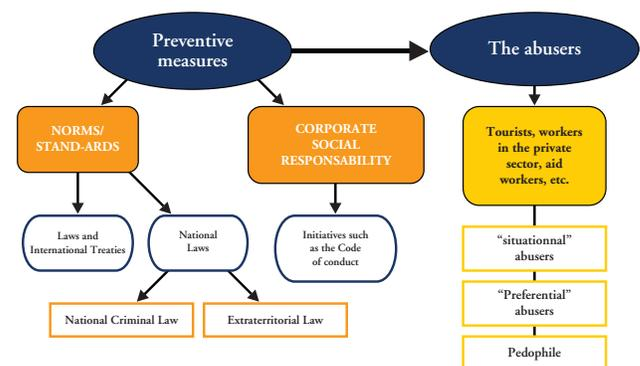 Preventive
measures
The abusers
NORMS/
STAND-ARDS
CORPORATE
SOCIAL
RESPONSABILITY
Tourists, workers
in the private
sector, aid
workers, etc.
Laws and
International Treaties
National
Laws
Initiatives such
as the Code
of conduct
“situationnal”
abusers
National Criminal Law
Extraterritorial Law
“Preferential”
abusers
Pedophile